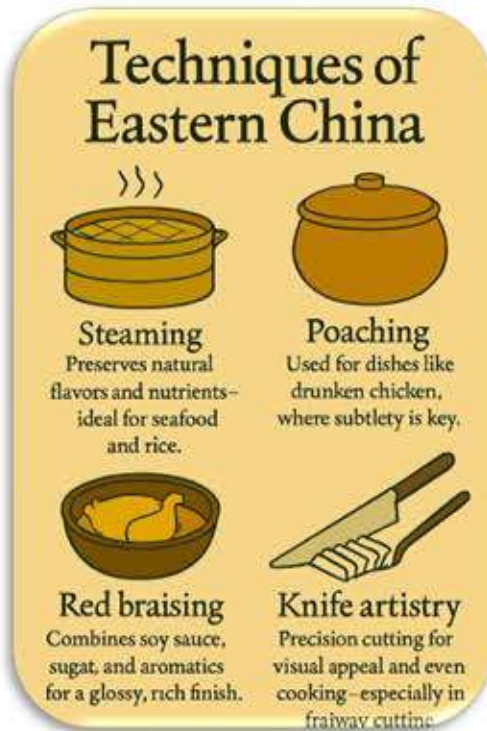 Techniques of
Eastern China
Steaming
Preserves natural
flavors and nutrients–
ideal for seafood
and rice.
Poaching
Used for dishes like
drunken chicken,
where subtlety is key.
Red braising
Combines soy sauce,
sugat, and aromatics
for a glossy, rich finish.
Knife artistry
Precision cutting for
visual appeal and even
cooking–especially in
fraiway cutting